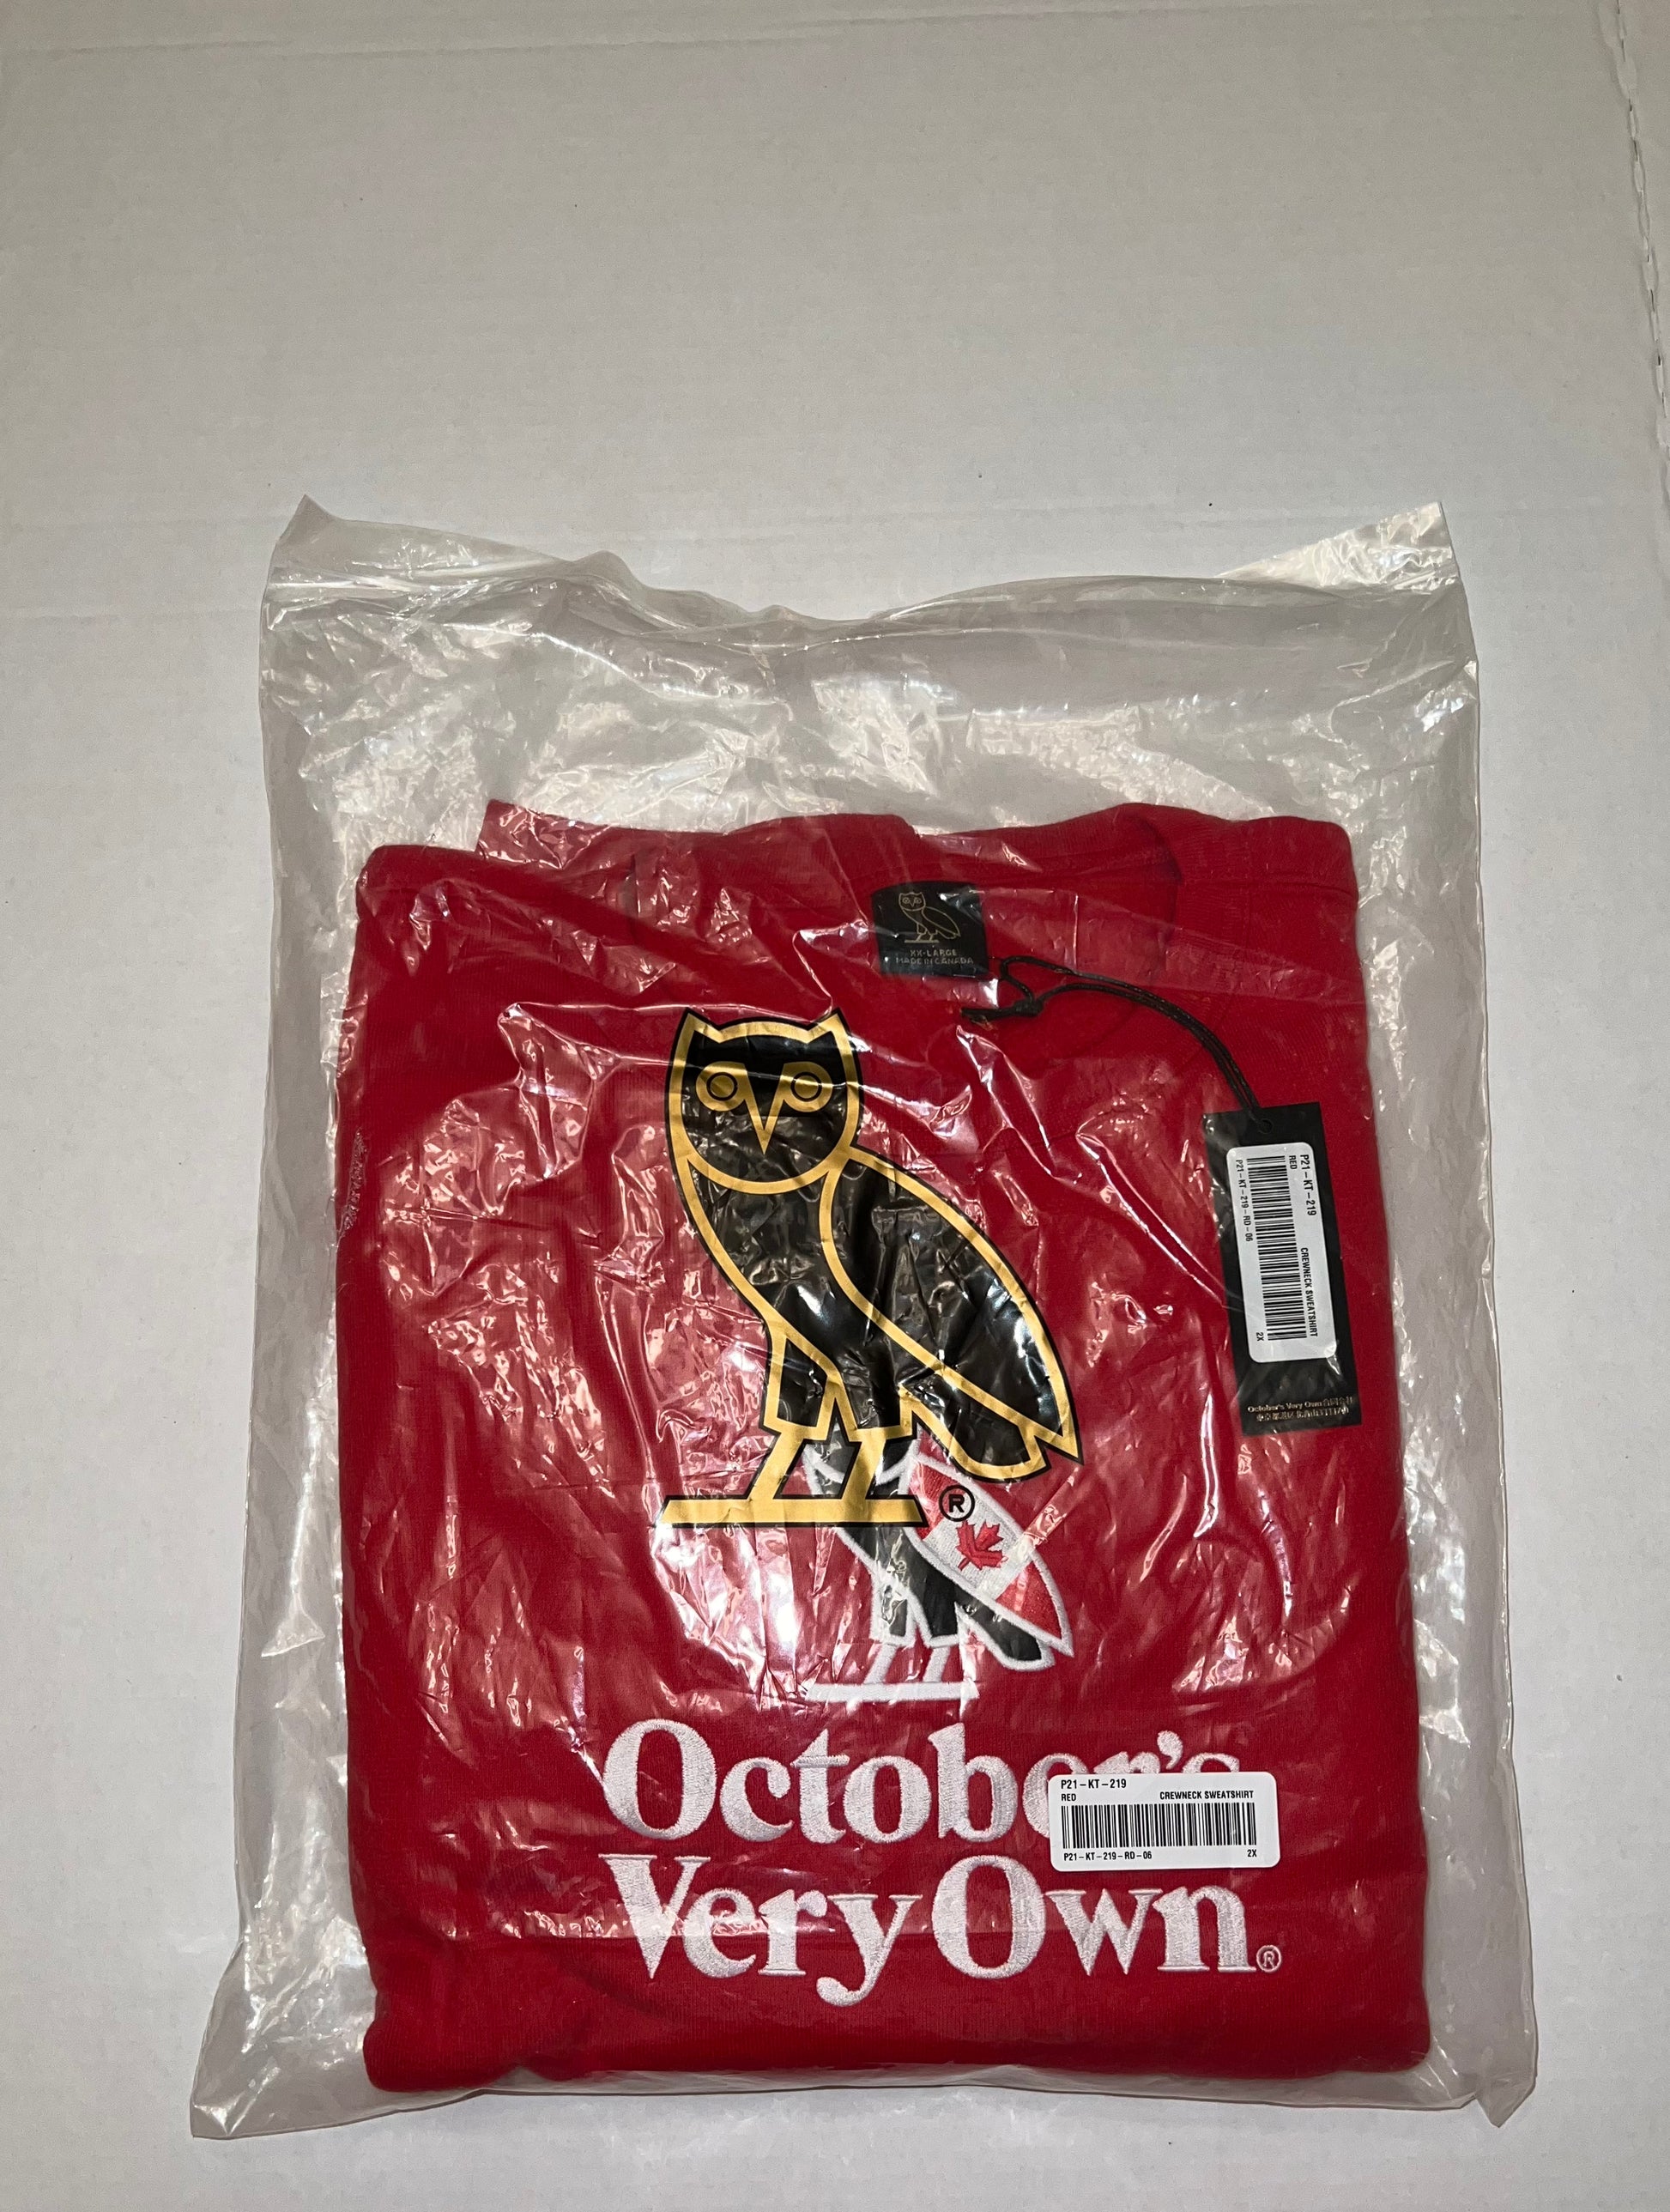 XX-LARGE
MADE IN CANADA
P21-KT-219
RED CREWNECK SWEATSHIRT
P21-KT-219-RD-06 2X
October's Very Own
®
October's
P21-KT-219
RED CREWNECK SWEATSHIRT
P21-KT-219-RD-06 2X
Very Own®